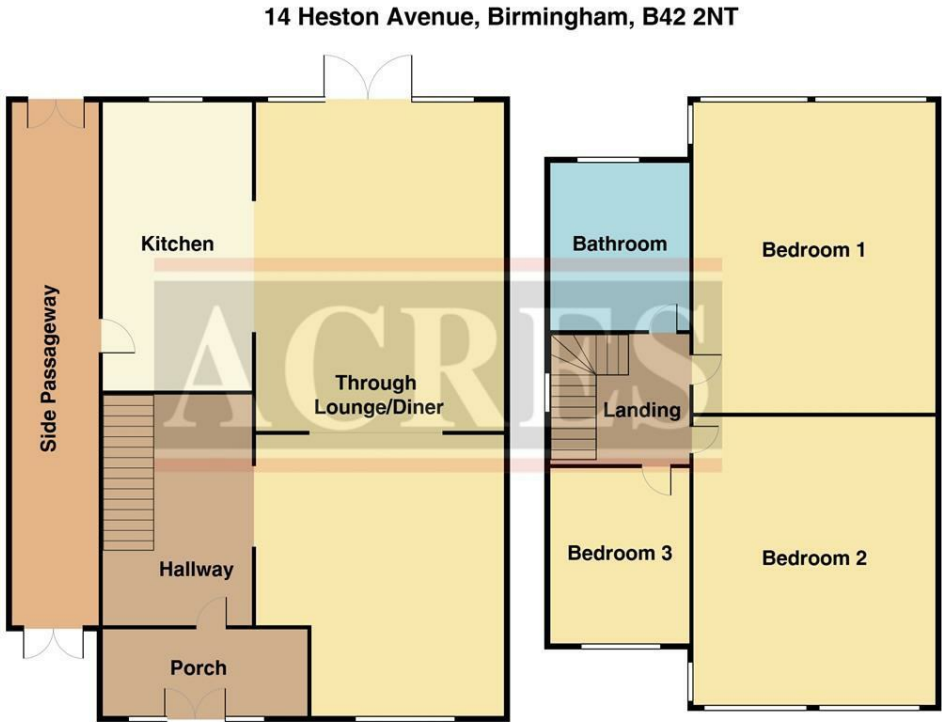 14 Heston Avenue, Birmingham, B42 2NT
Side Passageway
Kitchen
Through
Lounge/Diner
Hallway
Porch
Bathroom
Bedroom 1
Landing
Bedroom 3
Bedroom 2
ACRES